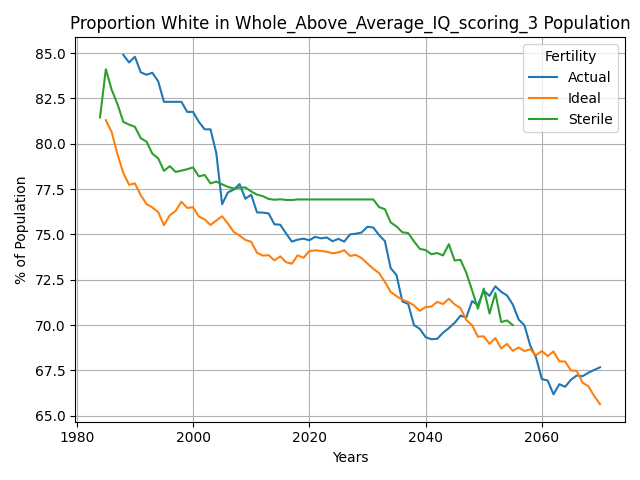 Proportion White in Whole_Above_Average_IQ_scoring_3 Population
Fertility
Actual
Ideal
Sterile
85.0
82.5
80.0
77.5
75.0
72.5
70.0
67.5
65.0
% of Population
1980 2000 2020 2040 2060
Years